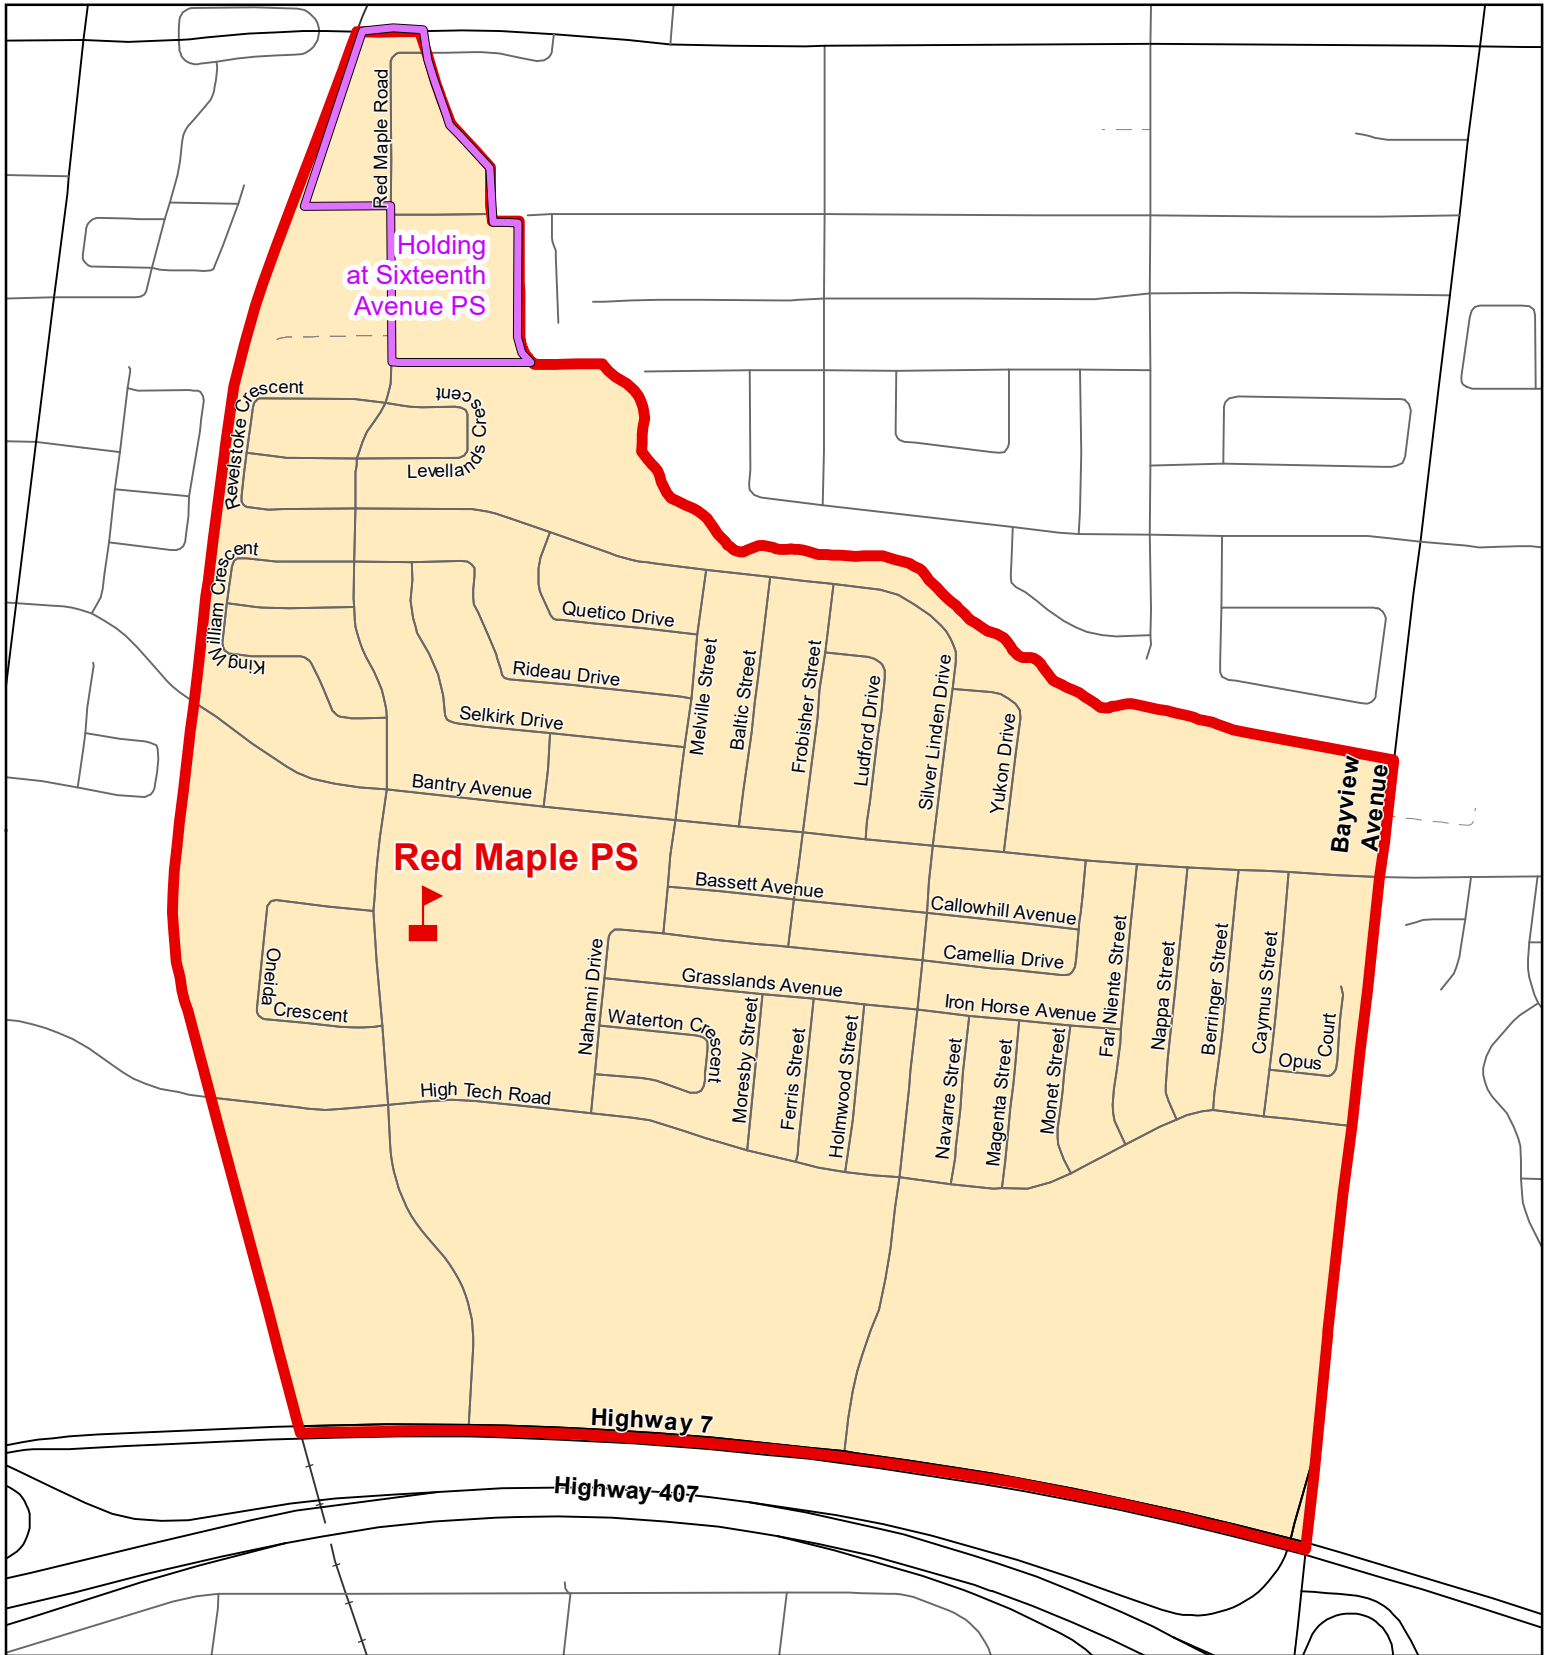 Red Maple Road
Holding
at Sixteenth
Avenue PS
Revelstoke Crescent
Levellands Crescent
King William Crescent
Quetico Drive
Rideau Drive
Selkirk Drive
Melville Street
Baltic Street
Frobisher Street
Ludford Drive
Silver Linden Drive
Yukon Drive
Bayview
Avenue
Bantry Avenue
Red Maple PS
Bassett Avenue
Callowhill Avenue
Camellia Drive
Oneida
Crescent
Nahanni Drive
Grasslands Avenue
Iron Horse Avenue
Waterton Crescent
Moresby Street
Ferris Street
Holmwood Street
Navarre Street
Magenta Street
Monet Street
Far Niente Street
Nappa Street
Berringer Street
Caymus Street
Opus Court
High Tech Road
Highway 7
Highway 407